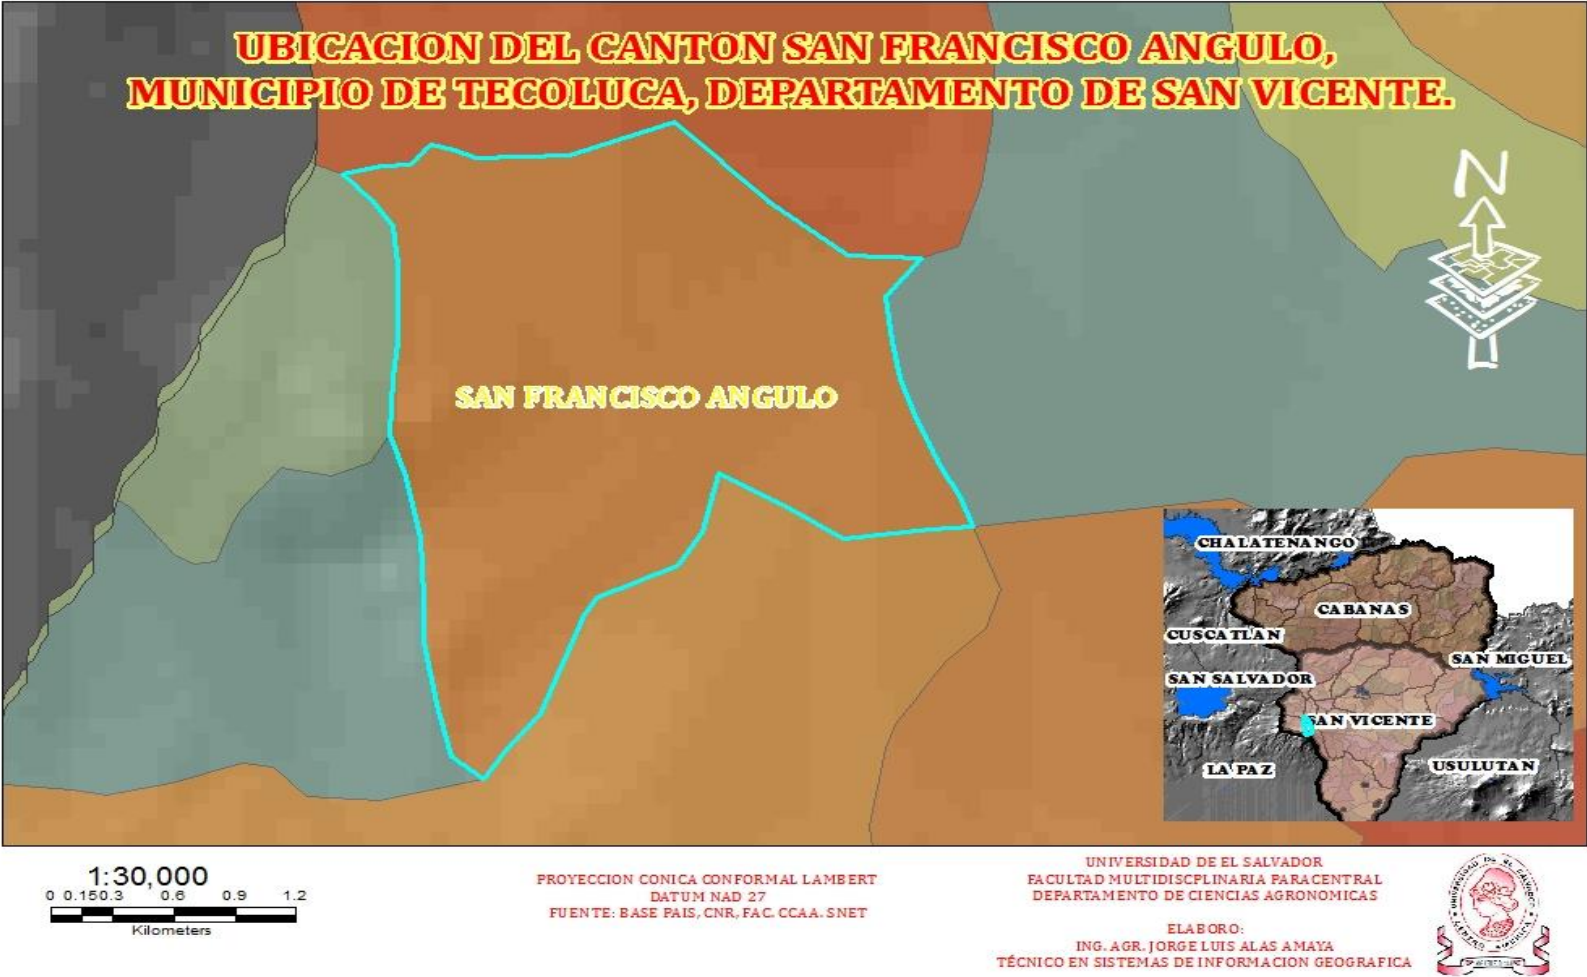 UBICACION DEL CANTON SAN FRANCISCO ANGULO,
MUNICIPIO DE TECOLUCA, DEPARTAMENTO DE SAN VICENTE.
N
SAN FRANCISCO ANGULO
CHALATENANGO
CABANAS
CUSCATLAN
SAN MIGUEL
SAN SALVADOR
SAN VICENTE
LA PAZ
USULUTAN
1:30,000
0 0.150.3 0.6 0.9 1.2
Kilometers
PROYECCION CONICA CONFORMAL LAMBERT
DATUM NAD 27
FUENTE: BASE PAIS, CNR, FAC. CCAA. SNET
UNIVERSIDAD DE EL SALVADOR
FACULTAD MULTIDISCPLINARIA PARACENTRAL
DEPARTAMENTO DE CIENCIAS AGRONOMICAS
ELABORO:
ING. AGR. JORGE LUIS ALAS AMAYA
TÉCNICO EN SISTEMAS DE INFORMACION GEOGRAFICA